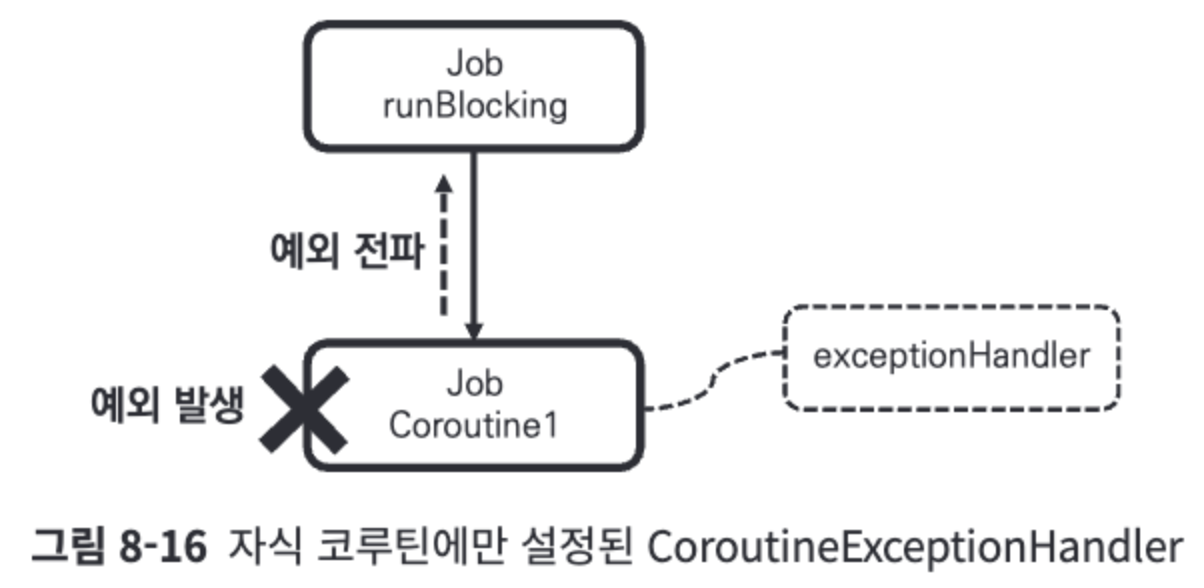 Job
runBlocking
예외 전파
예외 발생
Job
Coroutine1
exceptionHandler
그림 8-16 자식 코루틴에만 설정된 CoroutineExceptionHandler